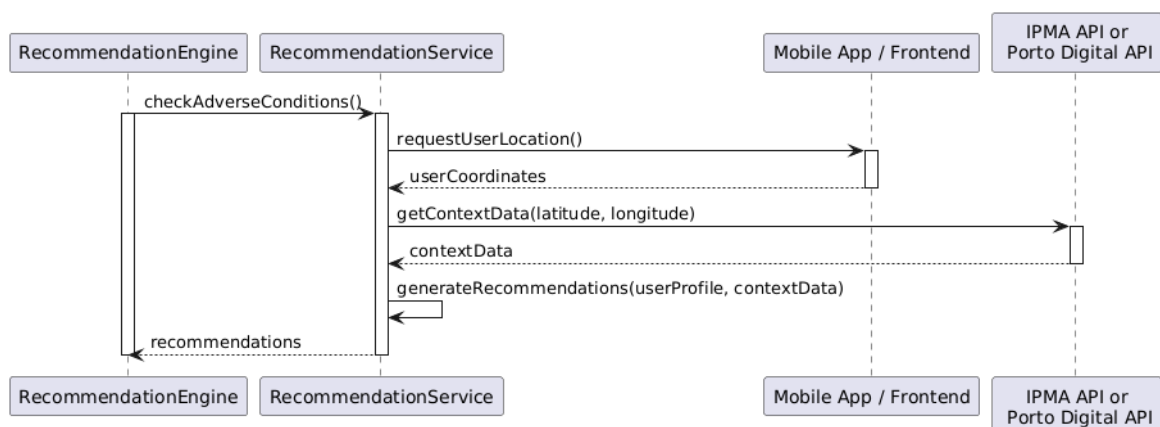 IPMA API or
Porto Digital API
RecommendationEngine
RecommendationService
Mobile App / Frontend
checkAdverseConditions()
requestUserLocation()
userCoordinates
getContextData(latitude, longitude)
contextData
generateRecommendations(userProfile, contextData)
recommendations
RecommendationEngine
RecommendationService
Mobile App / Frontend
IPMA API or
Porto Digital API